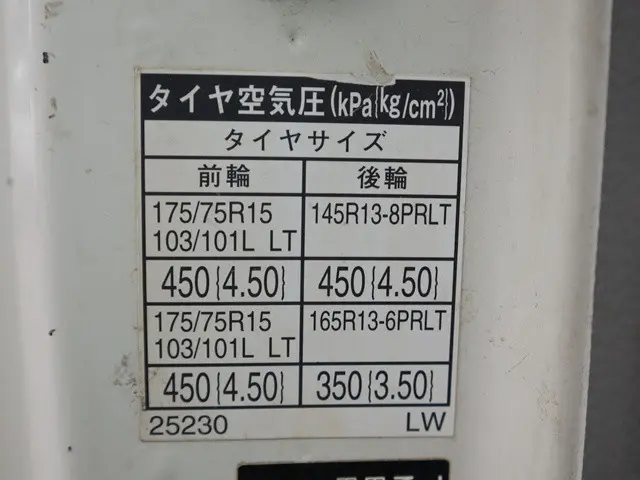 タイヤ空気圧(kPa{kg/cm²})
タイヤサイズ
前輪 後輪
175/75R15 145R13-8PRLT
103/101L LT
450{4.50} 450{4.50}
175/75R15 165R13-6PRLT
103/101L LT
450{4.50} 350{3.50}
25230 LW